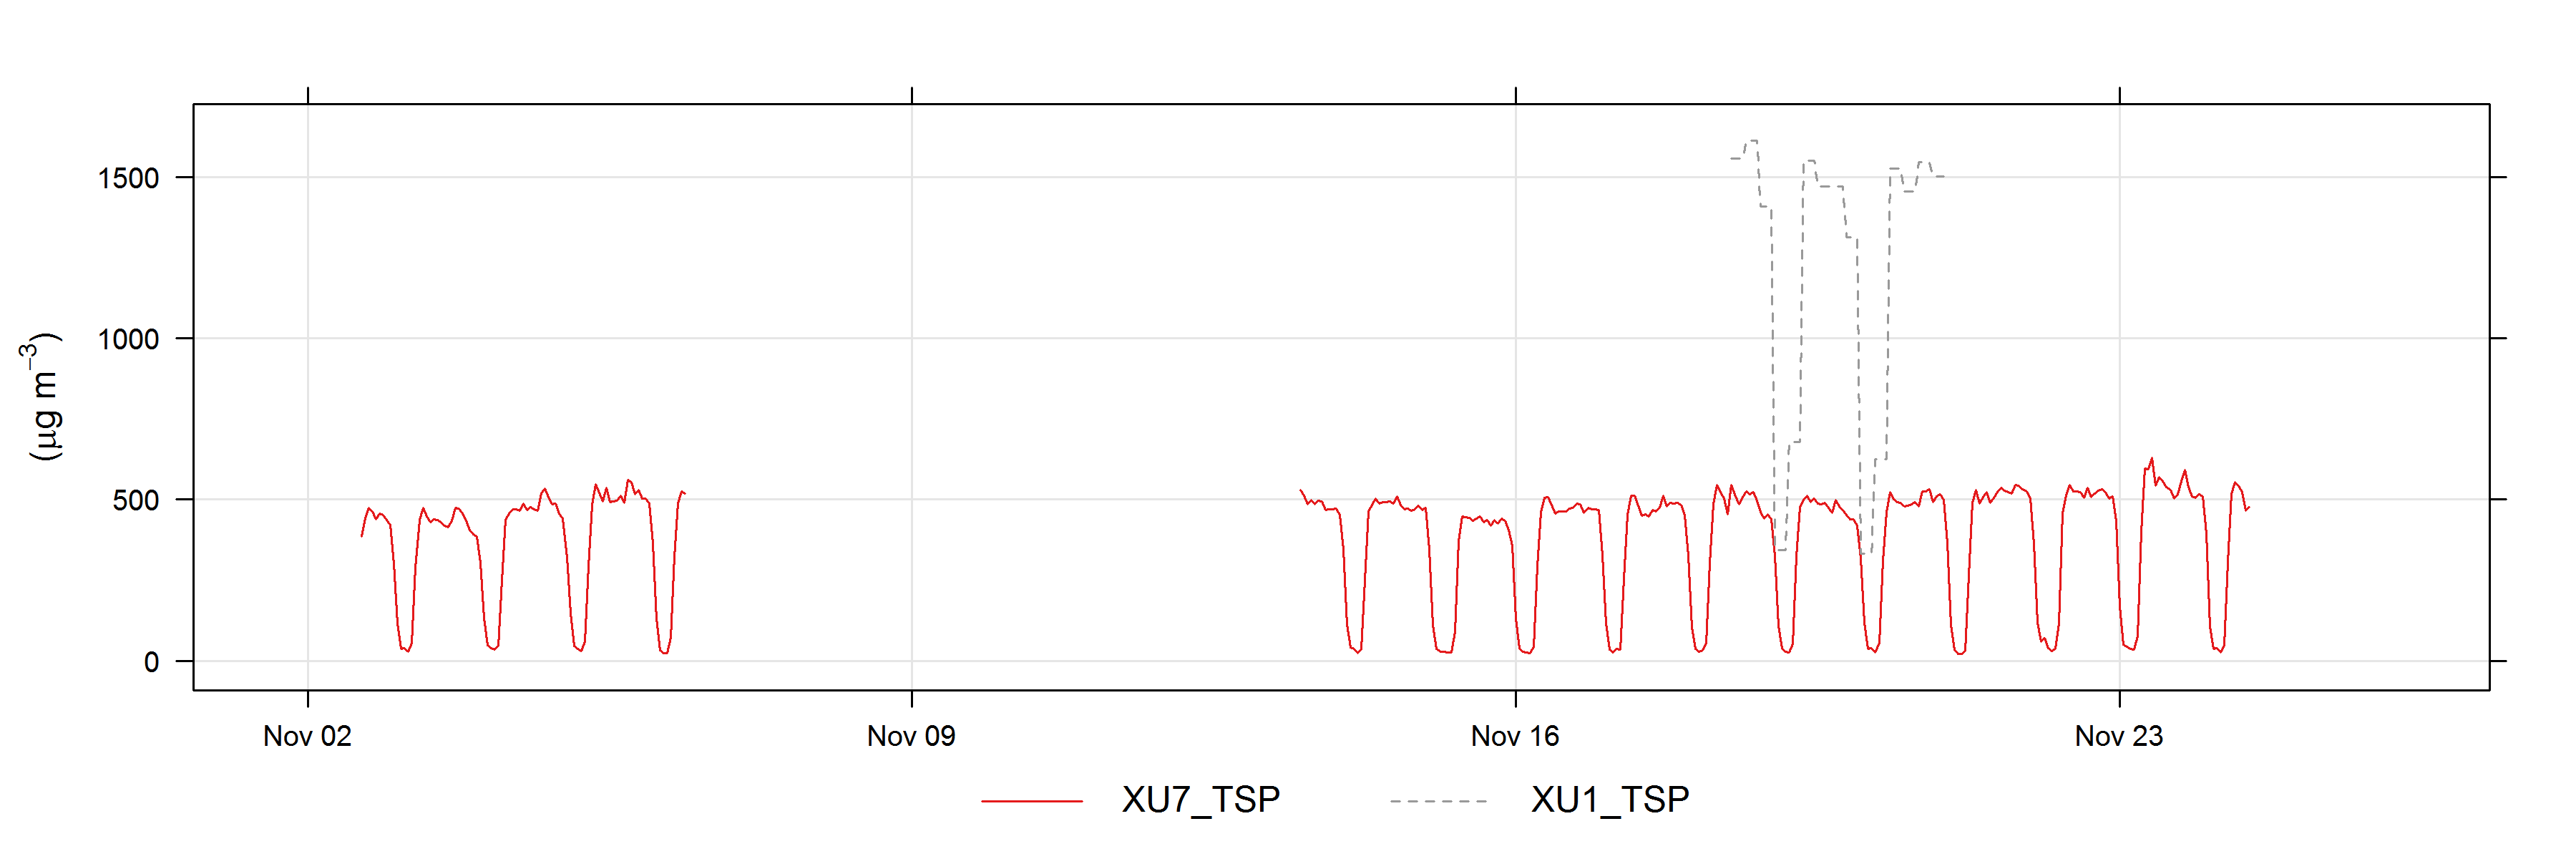 1500
1000
500
0
(μg m⁻³)
Nov 02 Nov 09 Nov 16 Nov 23
XU7_TSP XU1_TSP